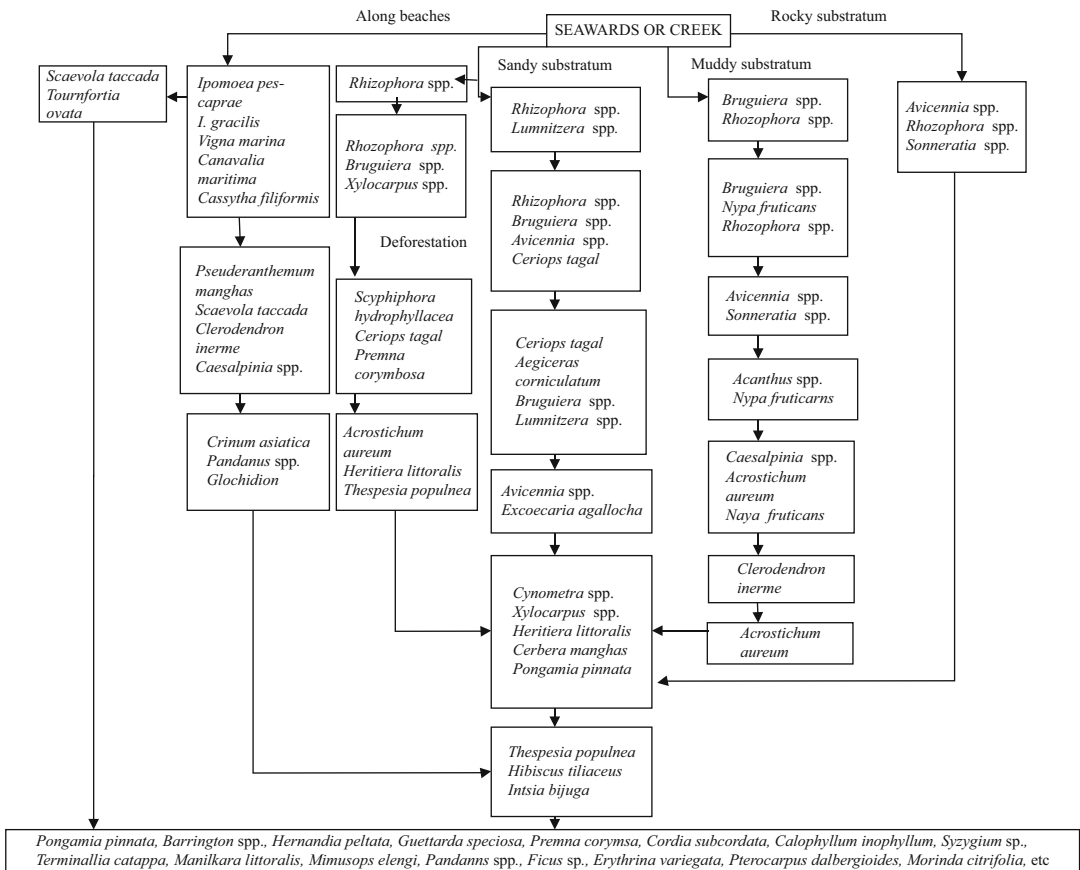 Along beaches
Rocky substratum
SEAWARDS OR CREEK
Sandy substratum
Muddy substratum
Scaevola taccada
Tournfortia
ovata
Ipomoea pes-
caprae
I. gracilis
Vigna marina
Canavalia
maritima
Cassytha filiformis
Pseuderanthemum
manghas
Scaevola taccada
Clerodendron
inerme
Caesalpinia spp.
Crinum asiatica
Pandanus spp.
Glochidion
Rhizophora spp.
Rhozophora spp.
Bruguiera spp.
Xylocarpus spp.
Deforestation
Scyphiphora
hydrophyllacea
Ceriops tagal
Premna
corymbosa
Acrostichum
aureum
Heritiera littoralis
Thespesia populnea
Rhizophora spp.
Lumnitzera spp.
Rhizophora spp.
Bruguiera spp.
Avicennia spp.
Ceriops tagal
Ceriops tagal
Aegiceras
corniculatum
Bruguiera spp.
Lumnitzera spp.
Avicennia spp.
Excoecaria agallocha
Cynometra spp.
Xylocarpus spp.
Heritiera littoralis
Cerbera manghas
Pongamia pinnata
Thespesia populnea
Hibiscus tiliaceus
Intsia bijuga
Bruguiera spp.
Rhozophora spp.
Bruguiera spp.
Nypa fruticans
Rhozophora spp.
Avicennia spp.
Sonneratia spp.
Acanthus spp.
Nypa fruticarns
Caesalpinia spp.
Acrostichum
aureum
Naya fruticans
Clerodendron
inerme
Acrostichum
aureum
Avicennia spp.
Rhozophora spp.
Sonneratia spp.
Pongamia pinnata, Barrington spp., Hernandia peltata, Guettarda speciosa, Premna corymsa, Cordia subcordata, Calophyllum inophyllum, Syzygium sp.,
Terminallia catappa, Manilkara littoralis, Mimusops elengi, Pandanns spp., Ficus sp., Erythrina variegata, Pterocarpus dalbergioides, Morinda citrifolia, etc